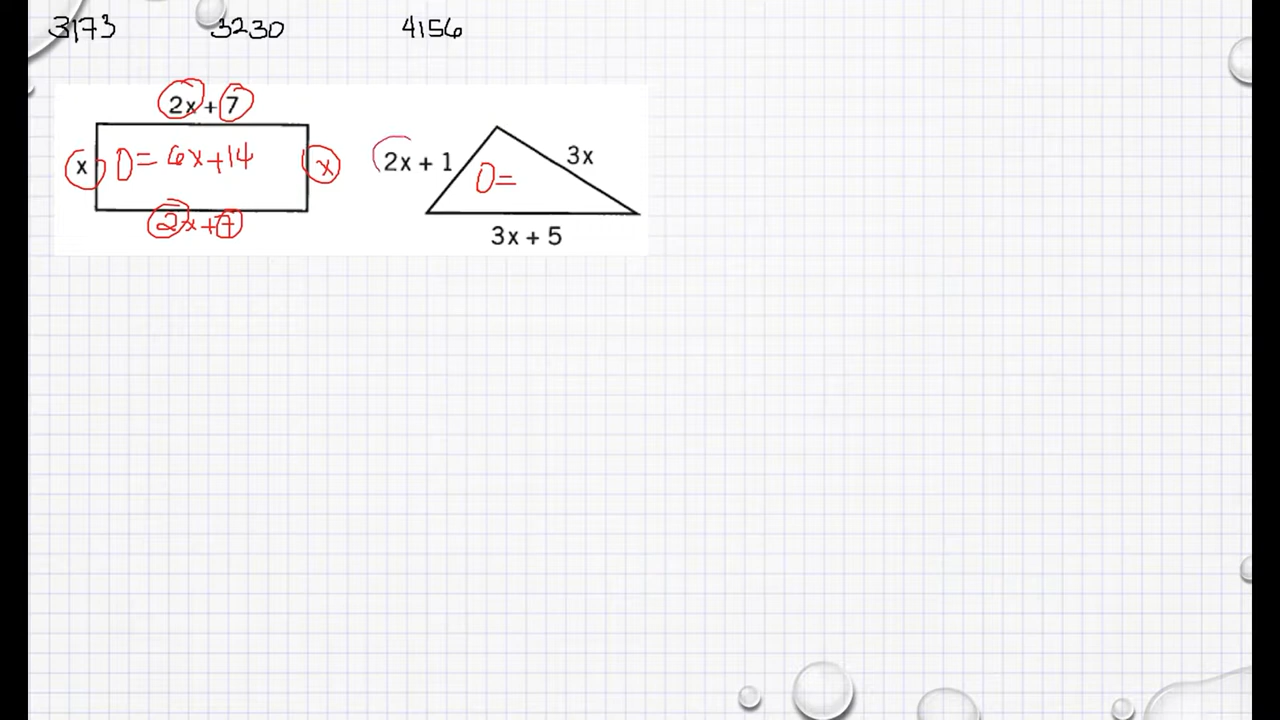 3173 3230 4156
2x + 7
x O = 6x + 14 x
2x + 7
2x + 1 O = 3x
3x + 5